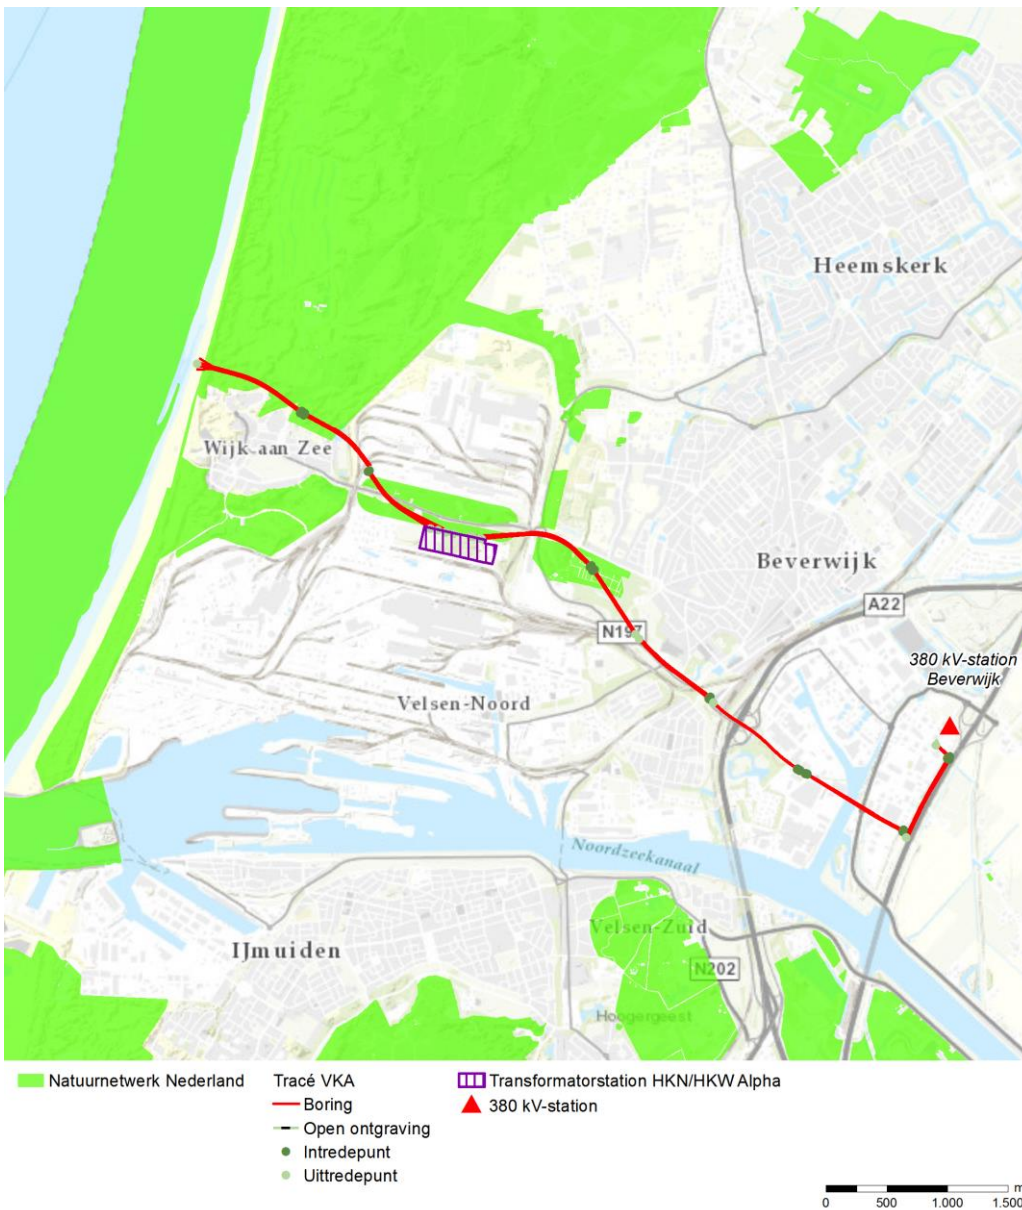 Heemskerk
Wijk aan Zee
Beverwijk
A22
N197
380 kV-station
Beverwijk
Velsen-Noord
Noordzeekanaal
Velsen-Zuid
IJmuiden
N202
Hoogergeest
Natuurnetwerk Nederland
Tracé VKA
Boring
Open ontgraving
Intredepunt
Uittredepunt
Transformatorstation HKN/HKW Alpha
380 kV-station
m
0 500 1.000 1.500